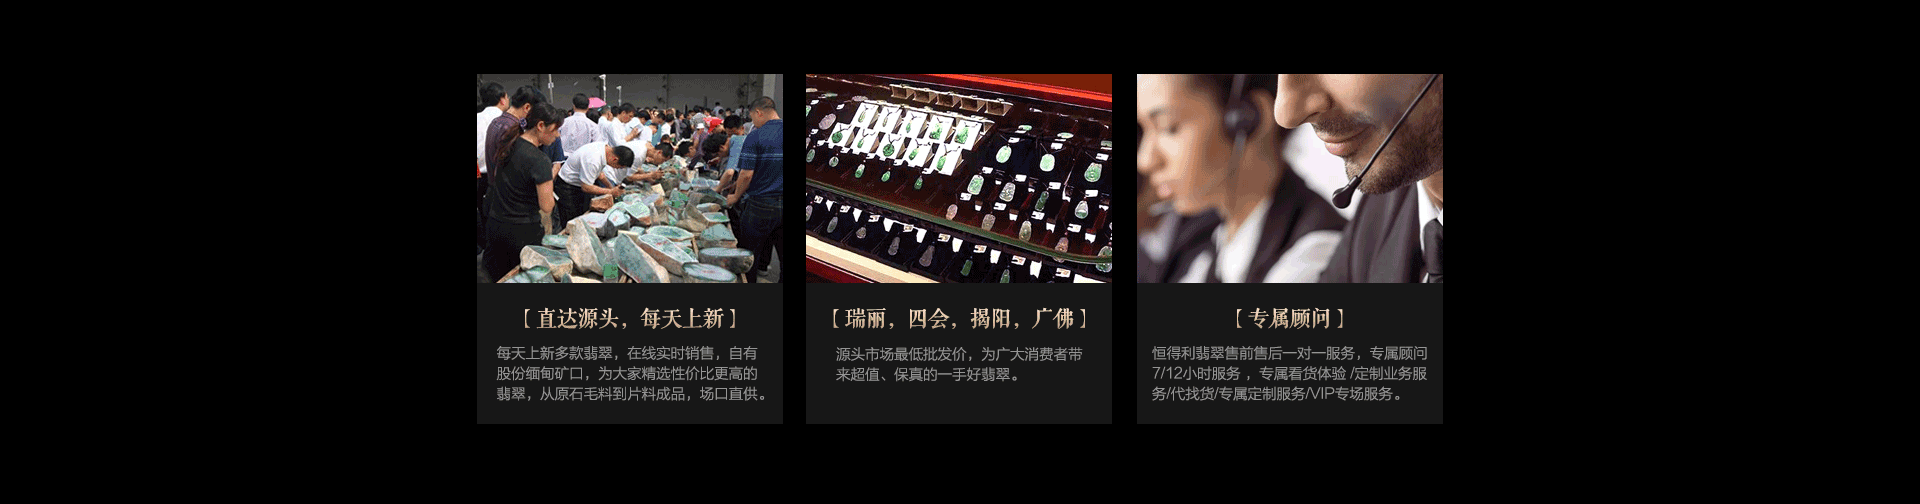 【直达源头，每天上新】
每天上新多款翡翠，在线实时销售，自有
股份缅甸矿口，为大家精选性价比更高的
翡翠，从原石毛料到片料成品，场口直供。
【瑞丽，四会，揭阳，广佛】
源头市场最低批发价，为广大消费者带
来超值、保真的一手好翡翠。
【专属顾问】
恒得利翡翠售前售后一对一服务，专属顾问
7/12小时服务 ，专属看货体验 /定制业务服
务/代找货/专属定制服务/VIP专场服务。